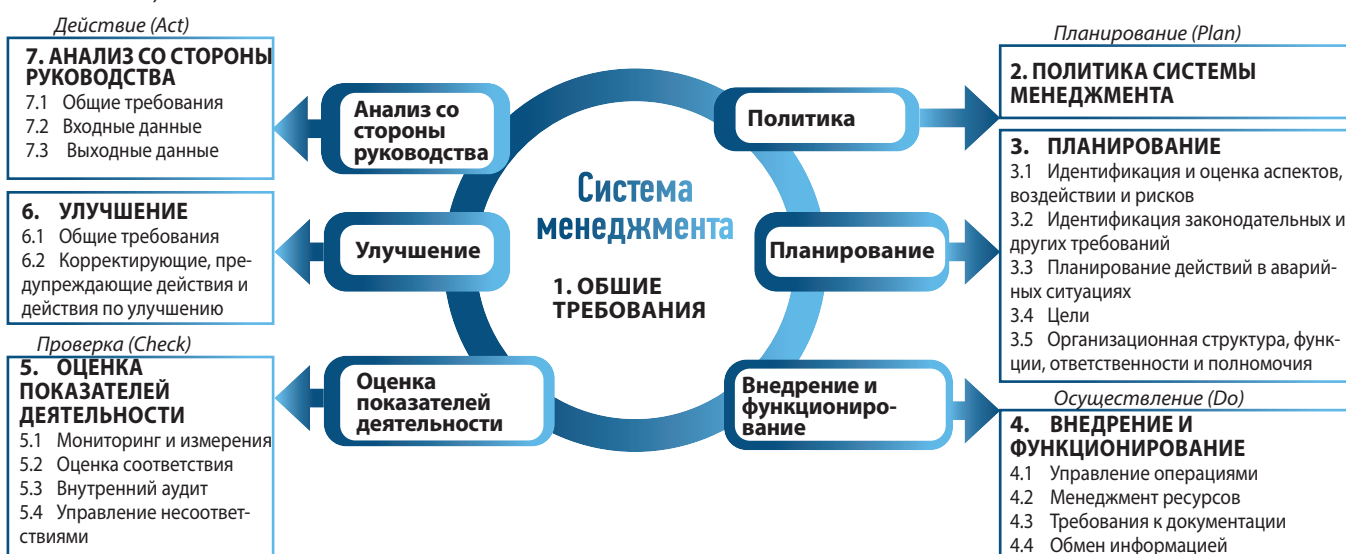 Действие (Act)
7. АНАЛИЗ СО СТОРОНЫ
РУКОВОДСТВА
7.1 Общие требования
7.2 Входные данные
7.3 Выходные данные
6. УЛУЧШЕНИЕ
6.1 Общие требования
6.2 Корректирующие, пре-
дупреждающие действия и
действия по улучшению
Проверка (Check)
5. ОЦЕНКА
ПОКАЗАТЕЛЕЙ
ДЕЯТЕЛЬНОСТИ
5.1 Мониторинг и измерения
5.2 Оценка соответствия
5.3 Внутренний аудит
5.4 Управление несоответ-
ствиями
Анализ со
стороны
руководства
Улучшение
Оценка
показателей
деятельности
Система
менеджмента
1. ОБШИЕ
ТРЕБОВАНИЯ
Политика
Планирование
Внедрение и
функциониро-
вание
Планирование (Plan)
2. ПОЛИТИКА СИСТЕМЫ
МЕНЕДЖМЕНТА
3. ПЛАНИРОВАНИЕ
3.1 Идентификация и оценка аспектов,
воздействии и рисков
3.2 Идентификация законодательных и
других требований
3.3 Планирование действий в аварий-
ных ситуациях
3.4 Цели
3.5 Организационная структура, функ-
ции, ответственности и полномочия
Осуществление (Do)
4. ВНЕДРЕНИЕ И
ФУНКЦИОНИРОВАНИЕ
4.1 Управление операциями
4.2 Менеджмент ресурсов
4.3 Требования к документации
4.4 Обмен информацией